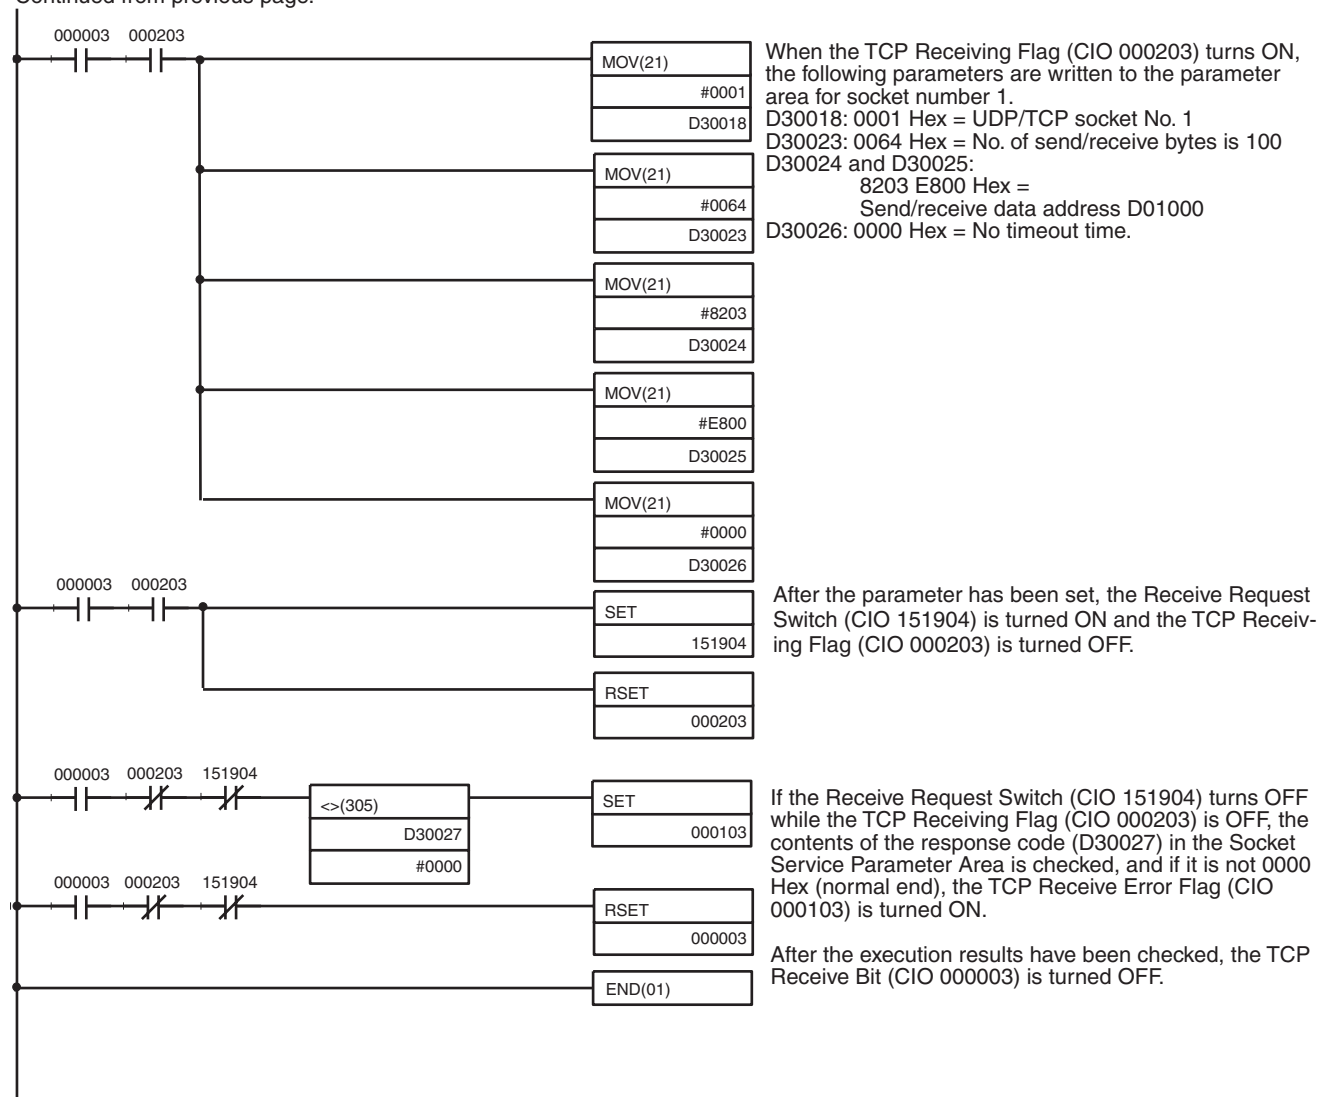 Continued from previous page.
000003 000203
MOV(21)
#0001
D30018
When the TCP Receiving Flag (CIO 000203) turns ON,
the following parameters are written to the parameter
area for socket number 1.
D30018: 0001 Hex = UDP/TCP socket No. 1
D30023: 0064 Hex = No. of send/receive bytes is 100
D30024 and D30025:
8203 E800 Hex =
Send/receive data address D01000
D30026: 0000 Hex = No timeout time.
MOV(21)
#0064
D30023
MOV(21)
#8203
D30024
MOV(21)
#E800
D30025
MOV(21)
#0000
D30026
000003 000203
SET
151904
After the parameter has been set, the Receive Request
Switch (CIO 151904) is turned ON and the TCP Receiv-
ing Flag (CIO 000203) is turned OFF.
RSET
000203
000003 000203 151904
<>(305)
D30027
#0000
SET
000103
If the Receive Request Switch (CIO 151904) turns OFF
while the TCP Receiving Flag (CIO 000203) is OFF, the
contents of the response code (D30027) in the Socket
Service Parameter Area is checked, and if it is not 0000
Hex (normal end), the TCP Receive Error Flag (CIO
000103) is turned ON.
000003 000203 151904
RSET
000003
After the execution results have been checked, the TCP
Receive Bit (CIO 000003) is turned OFF.
END(01)